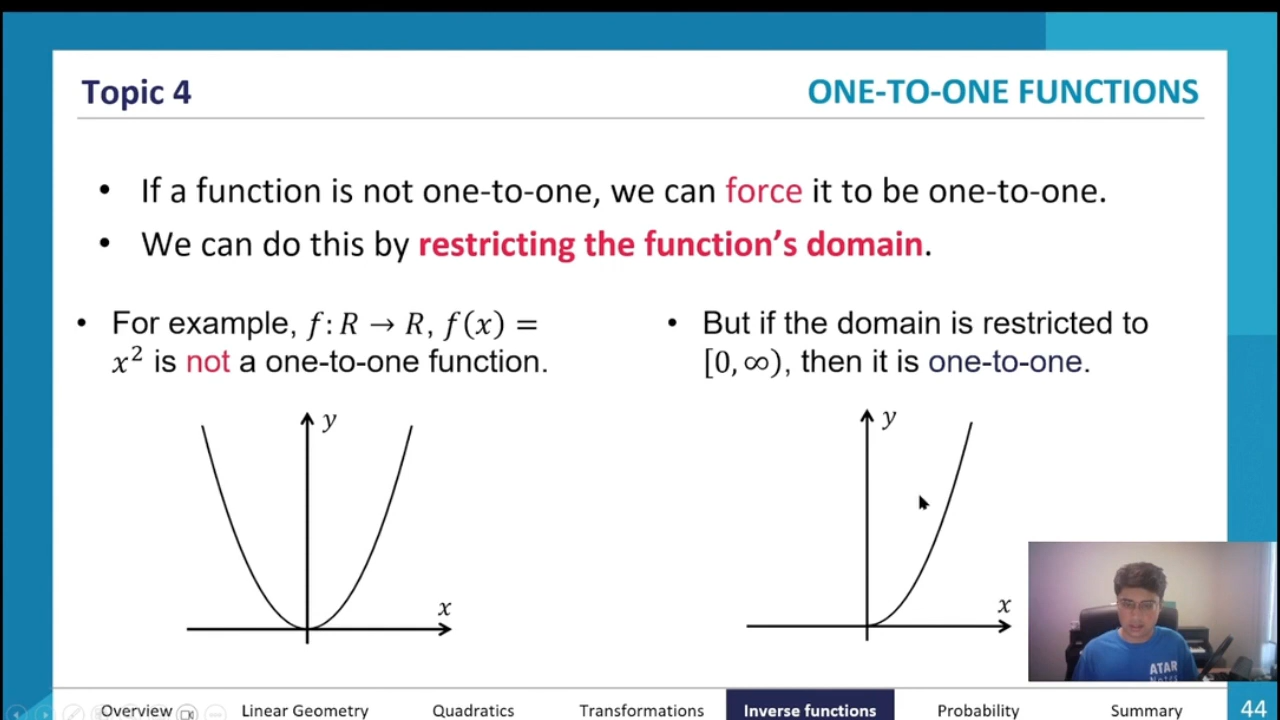 Topic 4
ONE-TO-ONE FUNCTIONS
• If a function is not one-to-one, we can force it to be one-to-one.
• We can do this by restricting the function's domain.
• For example, f: R → R, f(x) =
x² is not a one-to-one function.
• But if the domain is restricted to
[0, ∞), then it is one-to-one.
y
x
y
x
ATAR
Notes
Overview
Linear Geometry
Quadratics
Transformations
Inverse functions
Probability
Summary
44